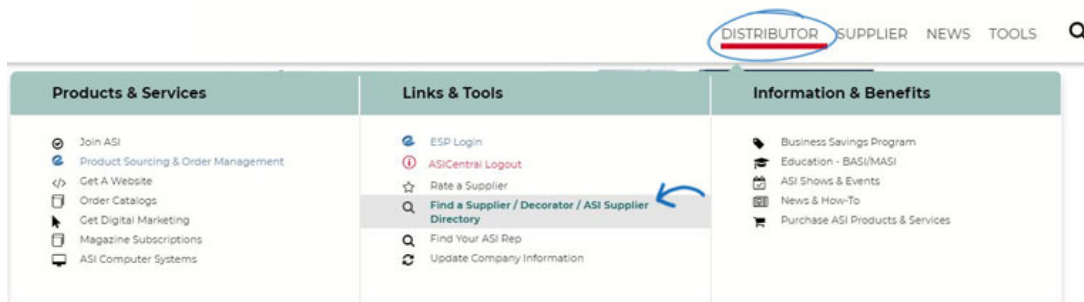 DISTRIBUTOR SUPPLIER NEWS TOOLS
Products & Services
Join ASI
Product Sourcing & Order Management
Get A Website
Order Catalogs
Get Digital Marketing
Magazine Subscriptions
ASI Computer Systems
Links & Tools
ESP Login
ASICentral Logout
Rate a Supplier
Find a Supplier / Decorator / ASI Supplier
Directory
Find Your ASI Rep
Update Company Information
Information & Benefits
Business Savings Program
Education - BASI/MASI
ASI Shows & Events
News & How-To
Purchase ASI Products & Services